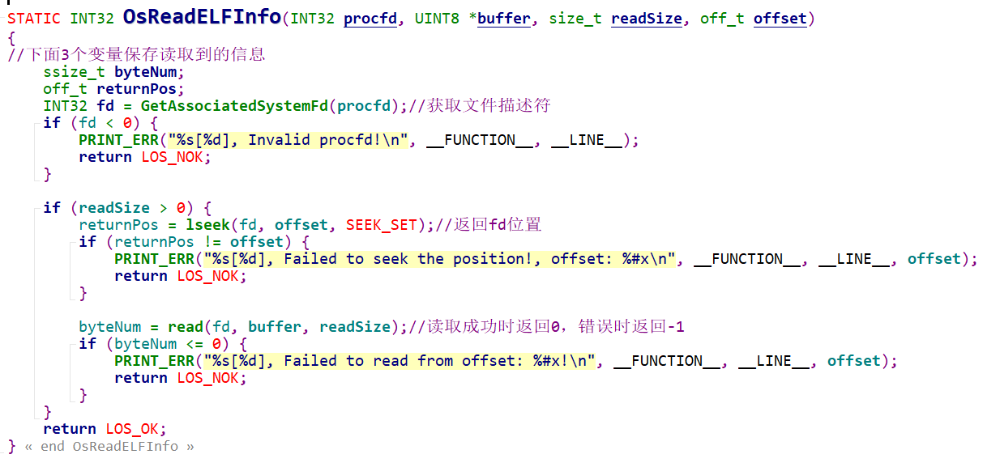 STATIC INT32 OsReadELFInfo(INT32 procfd, UINT8 *buffer, size_t readSize, off_t offset)
{
//下面3个变量保存读取到的信息
    ssize_t byteNum;
    off_t returnPos;
    INT32 fd = GetAssociatedSystemFd(procfd);//获取文件描述符
    if (fd < 0) {
        PRINT_ERR("%s[%d], Invalid procfd!\n", __FUNCTION__, __LINE__);
        return LOS_NOK;
    }
    if (readSize > 0) {
        returnPos = lseek(fd, offset, SEEK_SET);//返回fd位置
        if (returnPos != offset) {
            PRINT_ERR("%s[%d], Failed to seek the position!, offset: %#x\n", __FUNCTION__, __LINE__, offset);
            return LOS_NOK;
        }
        byteNum = read(fd, buffer, readSize);//读取成功时返回0，错误时返回-1
        if (byteNum <= 0) {
            PRINT_ERR("%s[%d], Failed to read from offset: %#x!\n", __FUNCTION__, __LINE__, offset);
            return LOS_NOK;
        }
    }
    return LOS_OK;
} « end OsReadELFInfo »